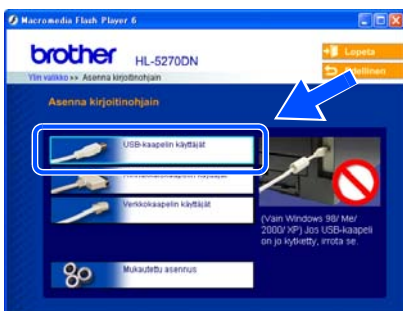 Macromedia Flash Player 6
brother
HL-5270DN
Lopeta
Edellinen
Ylin valikko >> Asenna kirjoitinohjain
Asenna kirjoitinohjain
USB-kaapelin käyttäjät
Verkkokaapelin käyttäjät
(Vain Windows 98/ Me/
2000/ XP) Jos USB-kaapeli
on jo kytketty, irrota se.
Mukautettu asennus